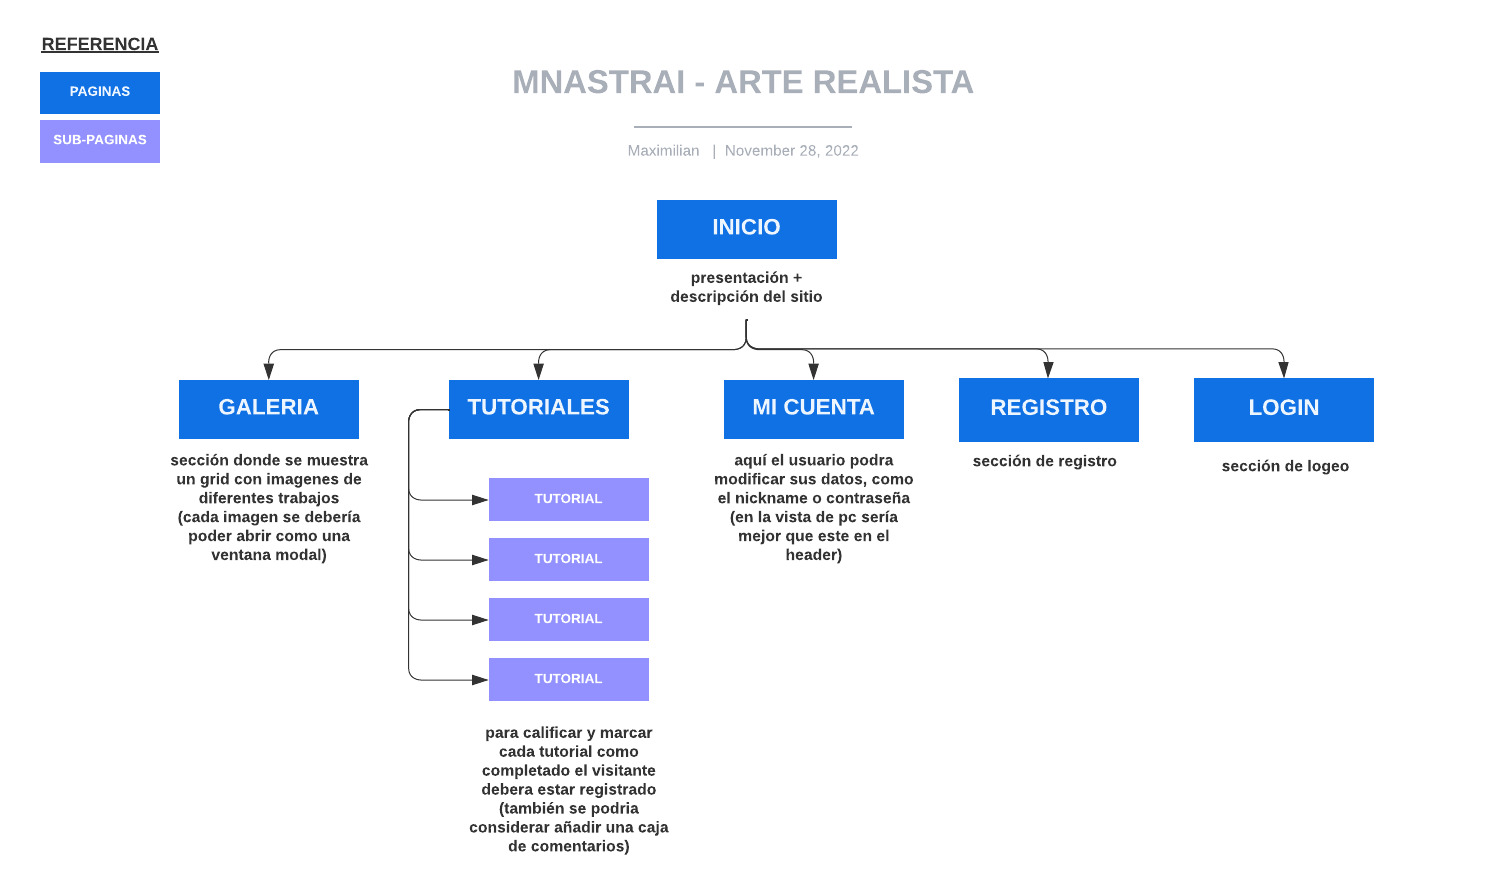 REFERENCIA
PAGINAS
SUB-PAGINAS
MNASTRAI - ARTE REALISTA
Maximilian | November 28, 2022
INICIO
presentación +
descripción del sitio
GALERIA
sección donde se muestra
un grid con imagenes de
diferentes trabajos
(cada imagen se debería
poder abrir como una
ventana modal)
TUTORIALES
TUTORIAL
TUTORIAL
TUTORIAL
TUTORIAL
para calificar y marcar
cada tutorial como
completado el visitante
debera estar registrado
(también se podria
considerar añadir una caja
de comentarios)
MI CUENTA
aquí el usuario podra
modificar sus datos, como
el nickname o contraseña
(en la vista de pc sería
mejor que este en el
header)
REGISTRO
sección de registro
LOGIN
sección de logeo